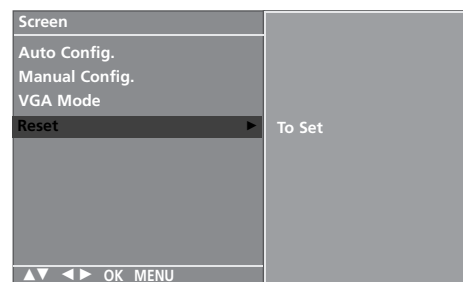 Screen
Auto Config.
Manual Config.
VGA Mode
Reset ►
To Set
▲▼ ◄► OK MENU